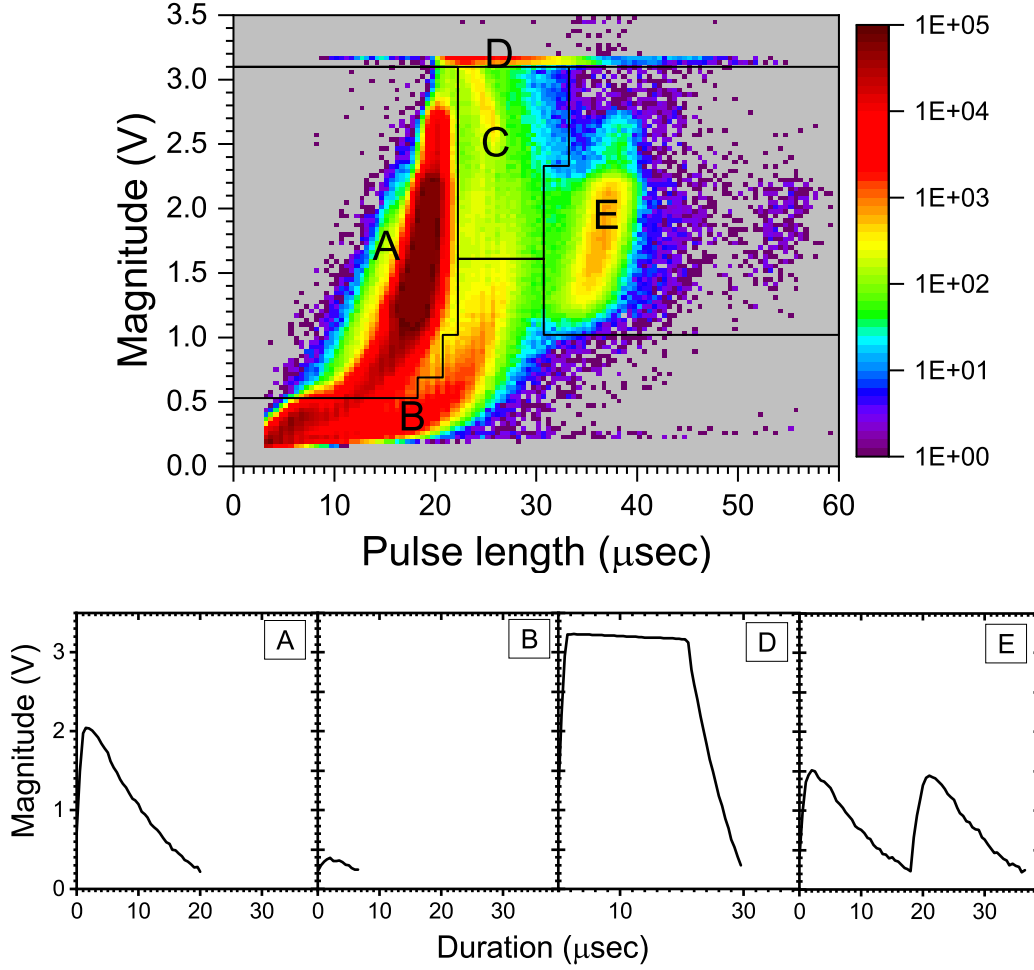 3.5
3.0
2.5
2.0
1.5
1.0
0.5
0.0
Magnitude (V)
D
C
A
E
B
0 10 20 30 40 50 60
Pulse length (μsec)
1E+05
1E+04
1E+03
1E+02
1E+01
1E+00
A B D E
3
2
1
0
Magnitude (V)
0 10 20 30 0 10 20 30 10 30 0 10 20 30
Duration (μsec)